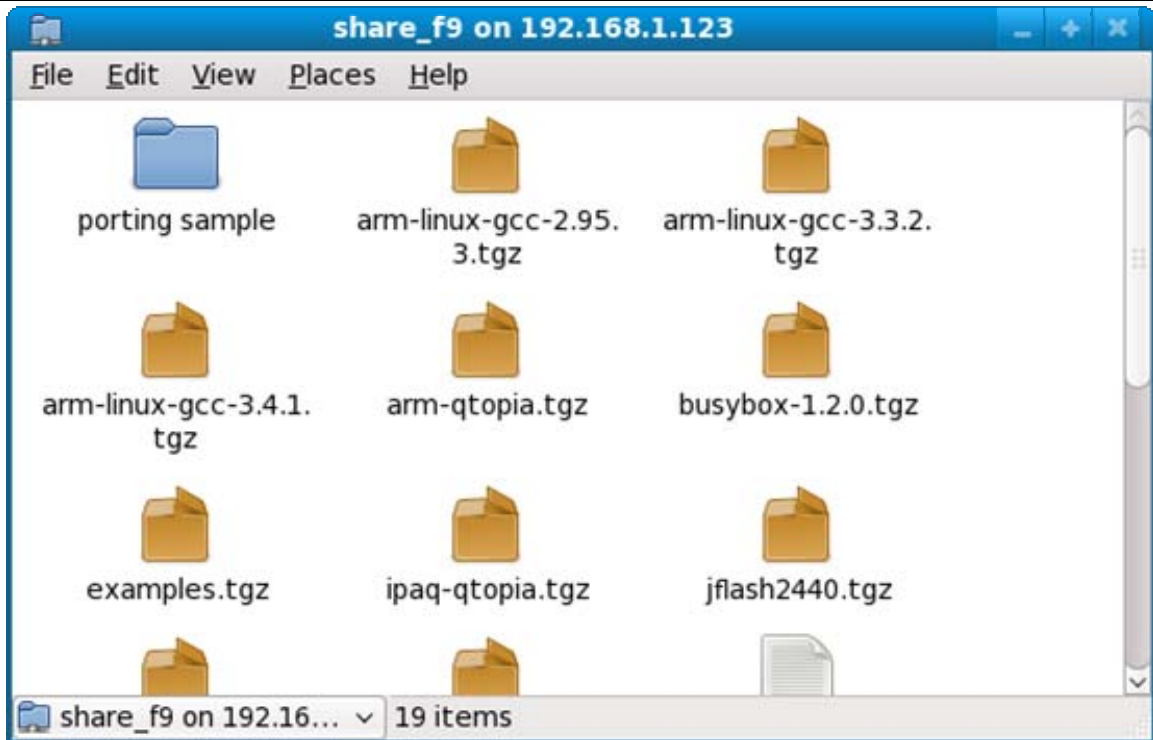 share_f9 on 192.168.1.123
File Edit View Places Help
porting sample
arm-linux-gcc-2.95.
3.tgz
arm-linux-gcc-3.3.2.
tgz
arm-linux-gcc-3.4.1.
tgz
arm-qtopia.tgz
busybox-1.2.0.tgz
examples.tgz
ipaq-qtopia.tgz
jflash2440.tgz
share_f9 on 192.16... 19 items